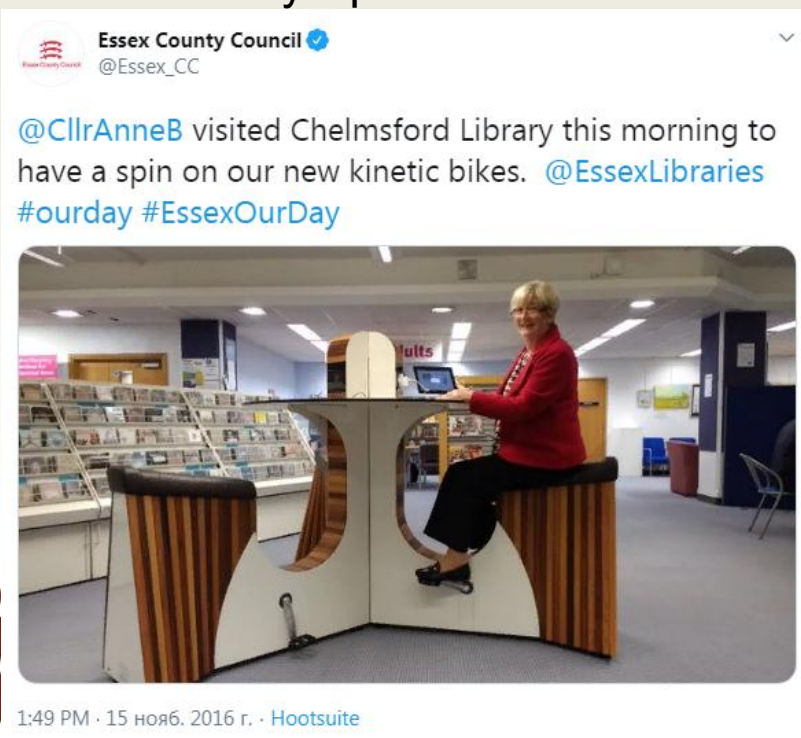 Essex County Council
@Essex_CC
@CllrAnneB visited Chelmsford Library this morning to
have a spin on our new kinetic bikes. @EssexLibraries
#ourday #EssexOurDay
ults
1:49 PM · 15 нояб. 2016 г. · Hootsuite